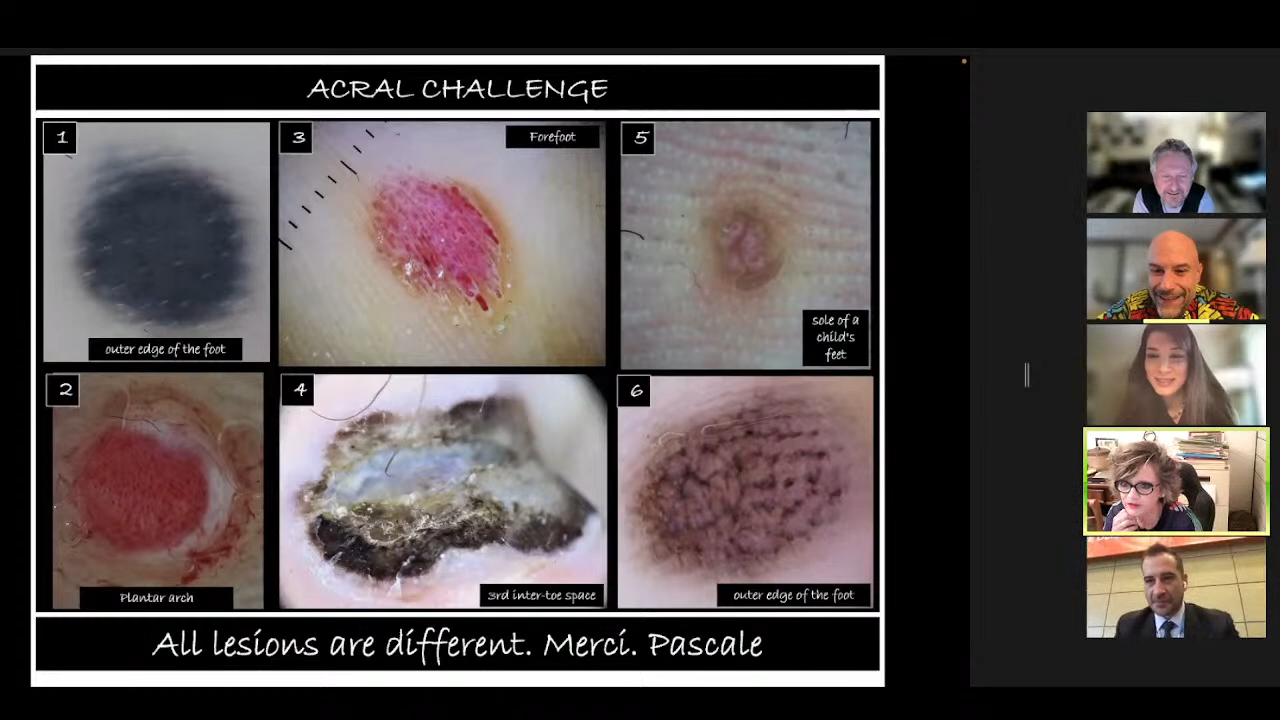 ACRAL CHALLENGE
1
outer edge of the foot
2
Plantar arch
3
Forefoot
4
3rd inter-toe space
5
sole of a
child's
feet
6
outer edge of the foot
All lesions are different. Merci. Pascale